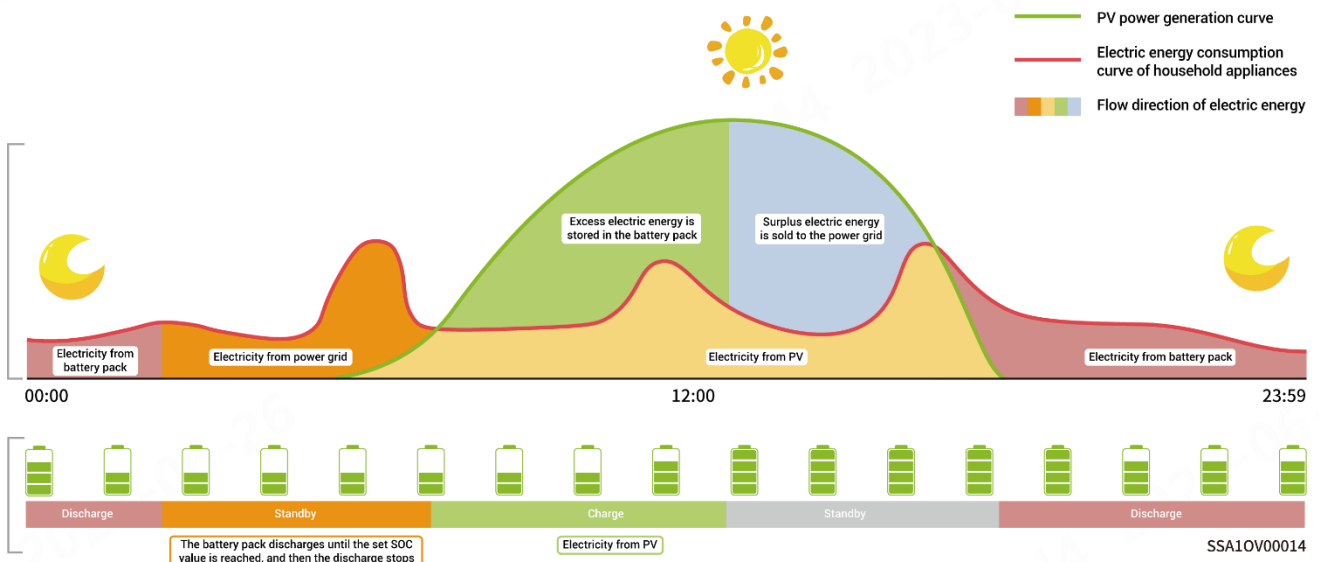 PV power generation curve
Electric energy consumption
curve of household appliances
Flow direction of electric energy
Excess electric energy is
stored in the battery pack
Surplus electric energy
is sold to the power grid
Electricity from
battery pack
Electricity from power grid
Electricity from PV
Electricity from battery pack
00:00
12:00
23:59
Discharge
Standby
Charge
Standby
Discharge
The battery pack discharges until the set SOC
value is reached, and then the discharge stops
Electricity from PV
SSA1OV00014